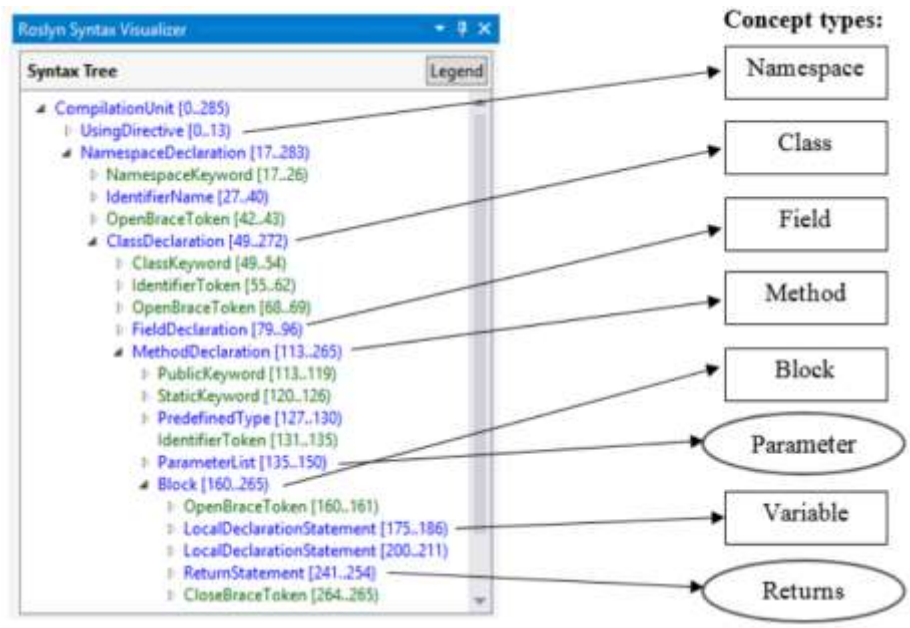 Roslyn Syntax Visualizer
Syntax Tree
Legend
CompilationUnit [0..285)
UsingDirective [0..13)
NamespaceDeclaration [17..283)
NamespaceKeyword [17..26)
IdentifierName [27..40)
OpenBraceToken [42..43)
ClassDeclaration [49..272)
ClassKeyword [49..54)
IdentifierToken [55..62)
OpenBraceToken [68..69)
FieldDeclaration [79..96)
MethodDeclaration [113..265)
PublicKeyword [113..119)
StaticKeyword [120..126)
PredefinedType [127..130)
IdentifierToken [131..135)
ParameterList [135..150)
Block [160..265)
OpenBraceToken [160..161)
LocalDeclarationStatement [175..186)
LocalDeclarationStatement [200..211)
ReturnStatement [241..254)
CloseBraceToken [264..265)
Concept types:
Namespace
Class
Field
Method
Block
Parameter
Variable
Returns